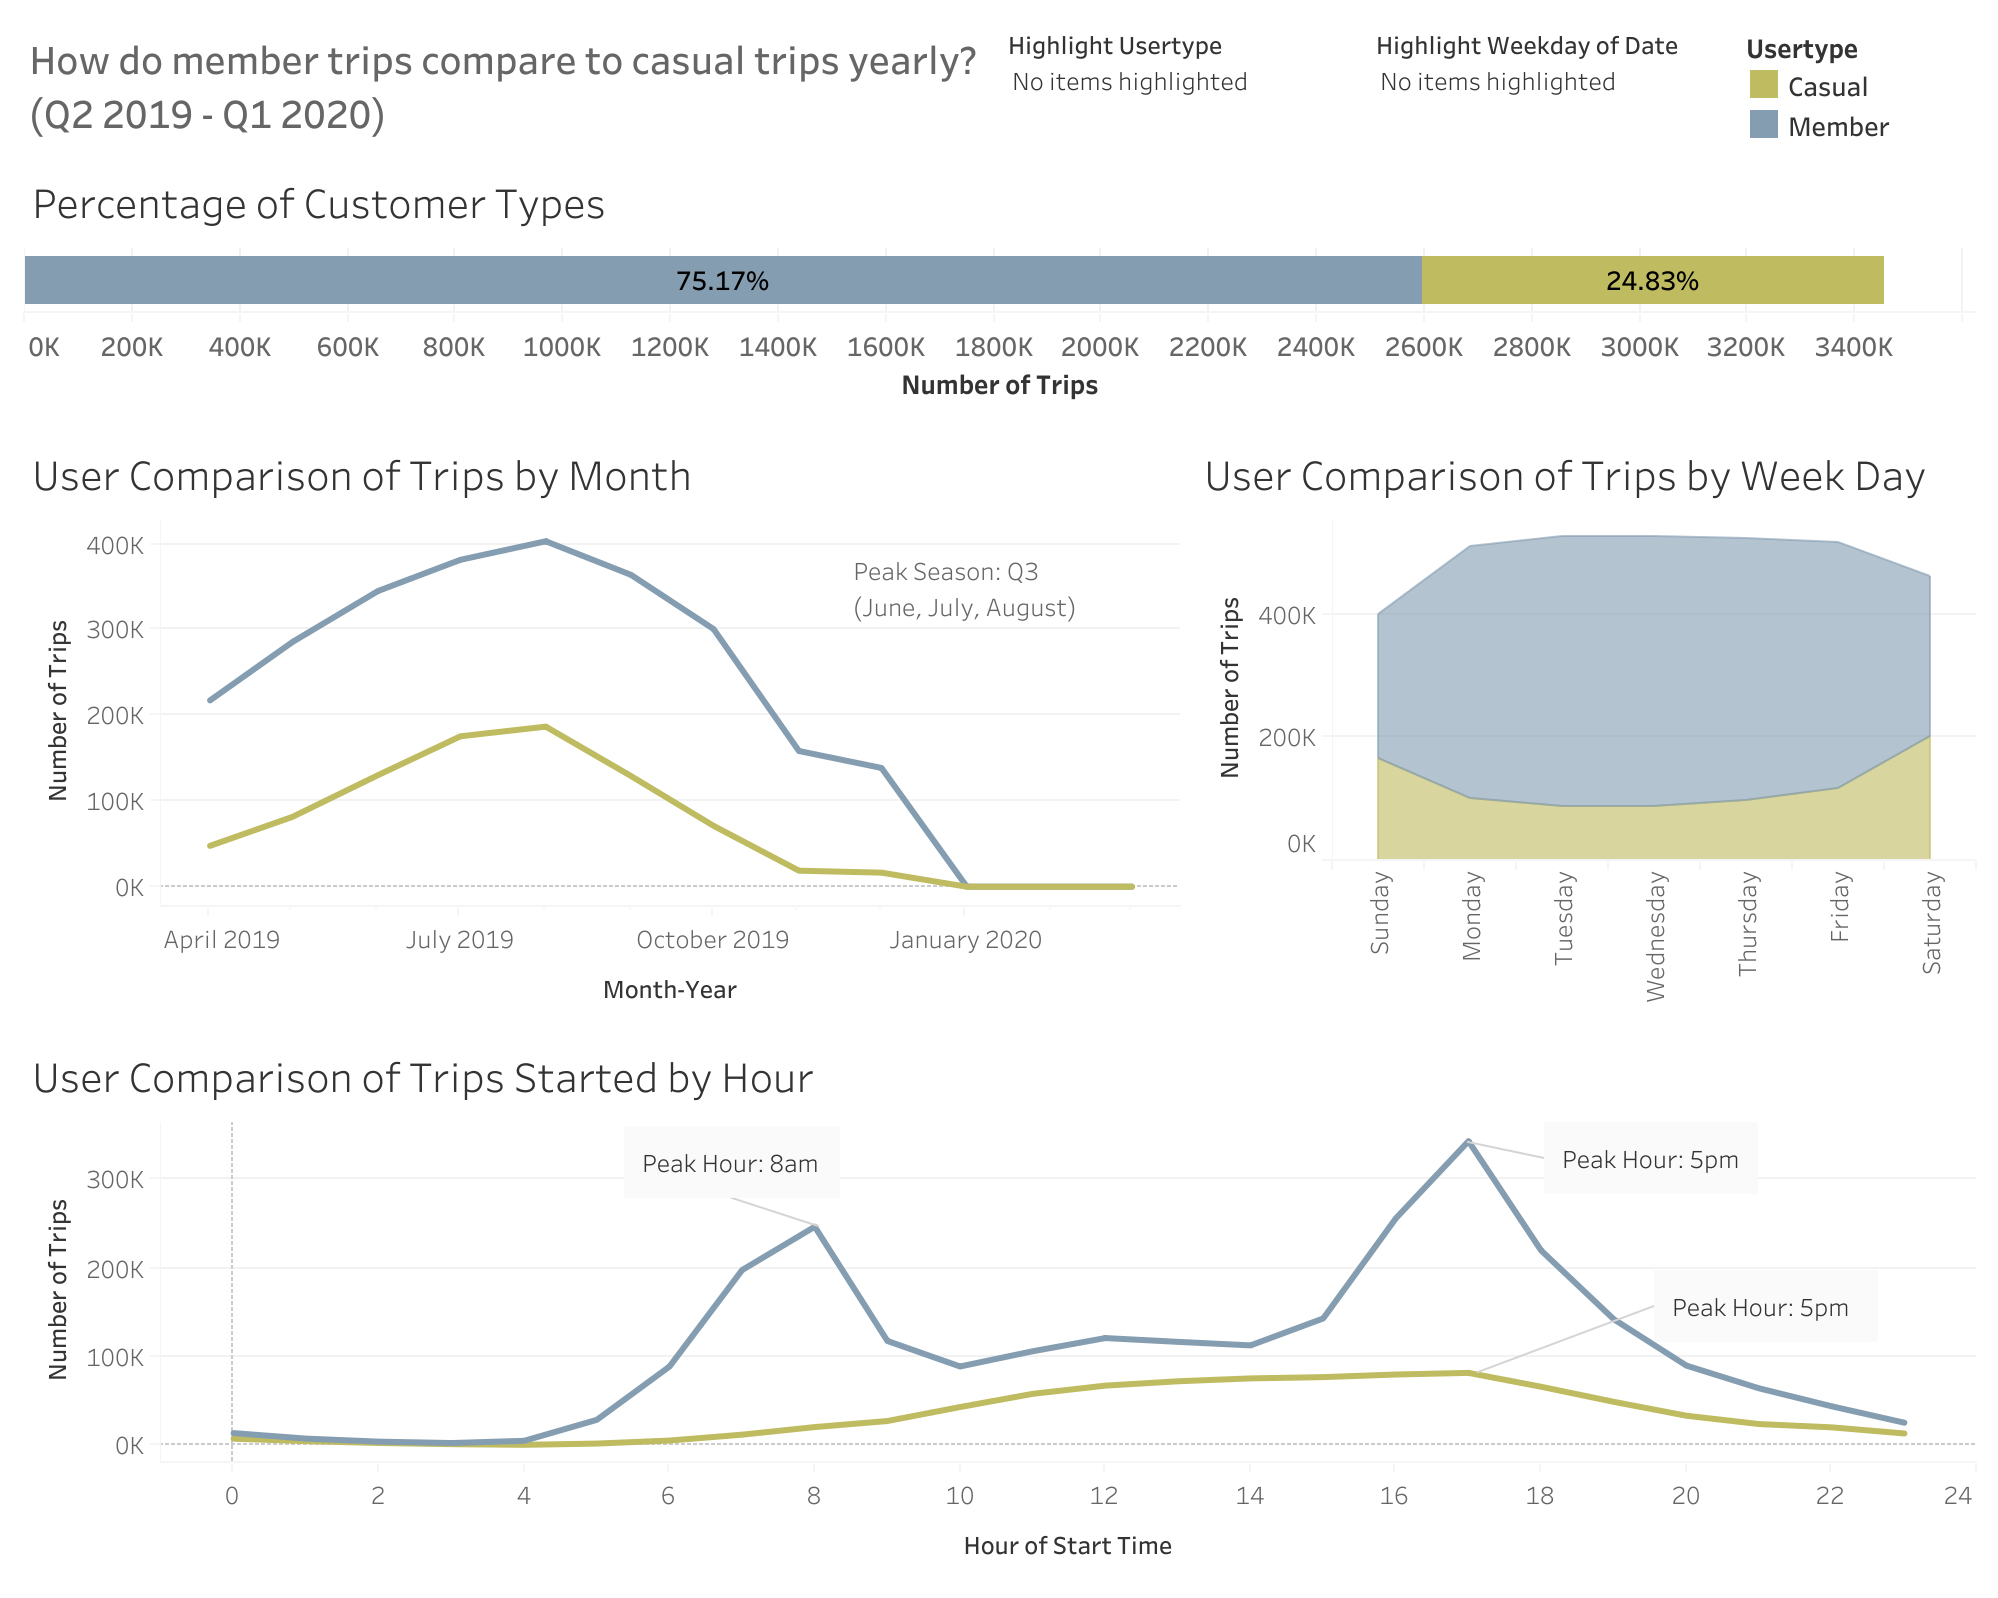 How do member trips compare to casual trips yearly?
(Q2 2019 - Q1 2020)
Highlight Usertype
No items highlighted
Highlight Weekday of Date
No items highlighted
Usertype
Casual
Member
Percentage of Customer Types
75.17%
24.83%
0K 200K 400K 600K 800K 1000K 1200K 1400K 1600K 1800K 2000K 2200K 2400K 2600K 2800K 3000K 3200K 3400K
Number of Trips
User Comparison of Trips by Month
400K
300K
200K
100K
0K
Number of Trips
Peak Season: Q3
(June, July, August)
April 2019 July 2019 October 2019 January 2020
Month-Year
User Comparison of Trips by Week Day
400K
200K
0K
Number of Trips
Sunday
Monday
Tuesday
Wednesday
Thursday
Friday
Saturday
User Comparison of Trips Started by Hour
300K
200K
100K
0K
Number of Trips
Peak Hour: 8am
Peak Hour: 5pm
Peak Hour: 5pm
0 2 4 6 8 10 12 14 16 18 20 22 24
Hour of Start Time